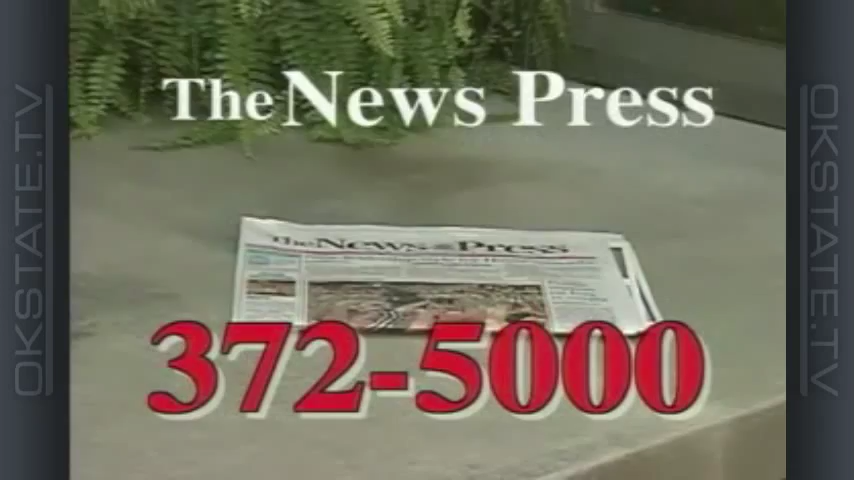 The News Press
The News Press
372-5000
OKSTATE.TV
OKSTATE.TV